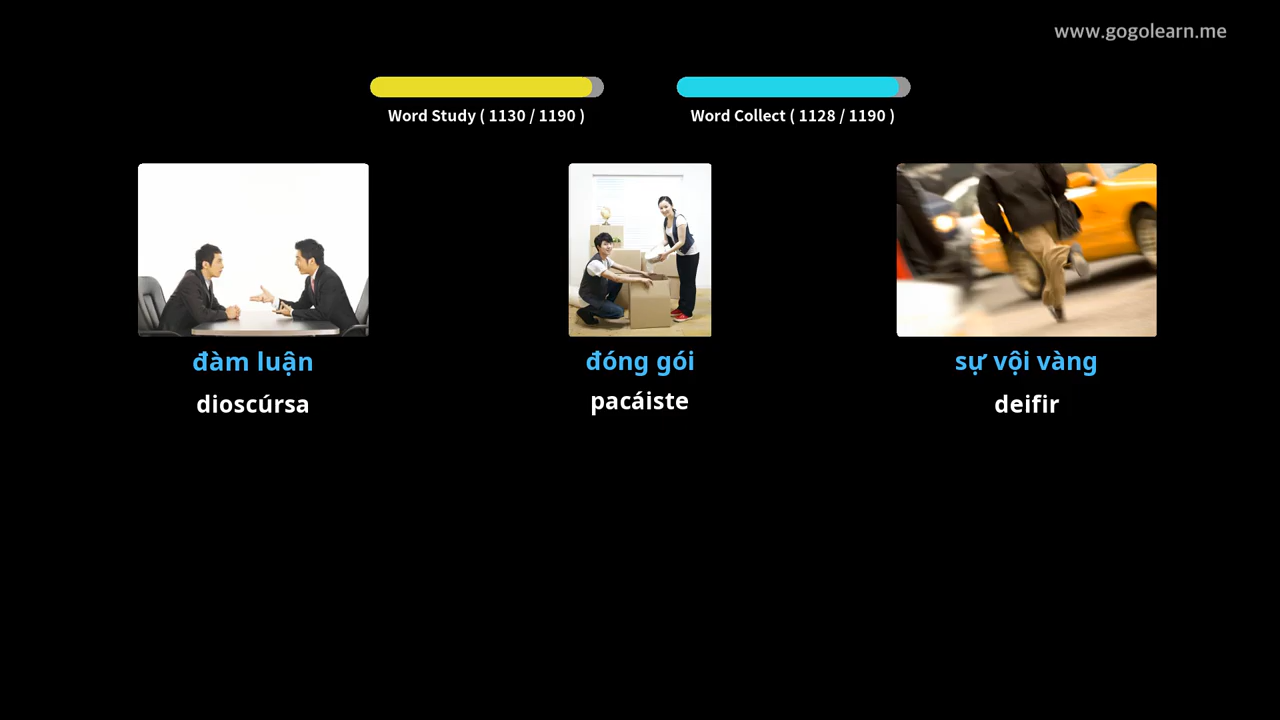 www.gogolearn.me
Word Study ( 1130 / 1190 )
Word Collect ( 1128 / 1190 )
đàm luận
đóng gói
sự vội vàng
dioscúrsa
pacáiste
deifir